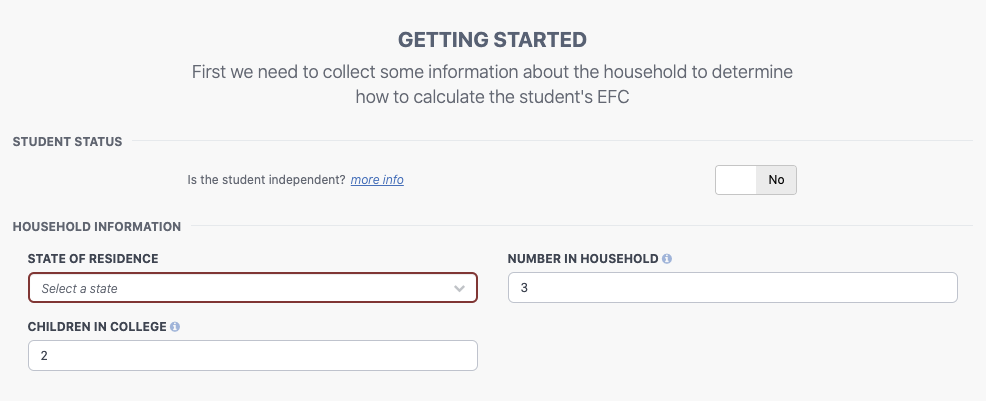 GETTING STARTED
First we need to collect some information about the household to determine
how to calculate the student's EFC
STUDENT STATUS
Is the student independent? more info
No
HOUSEHOLD INFORMATION
STATE OF RESIDENCE
Select a state
NUMBER IN HOUSEHOLD
3
CHILDREN IN COLLEGE
2